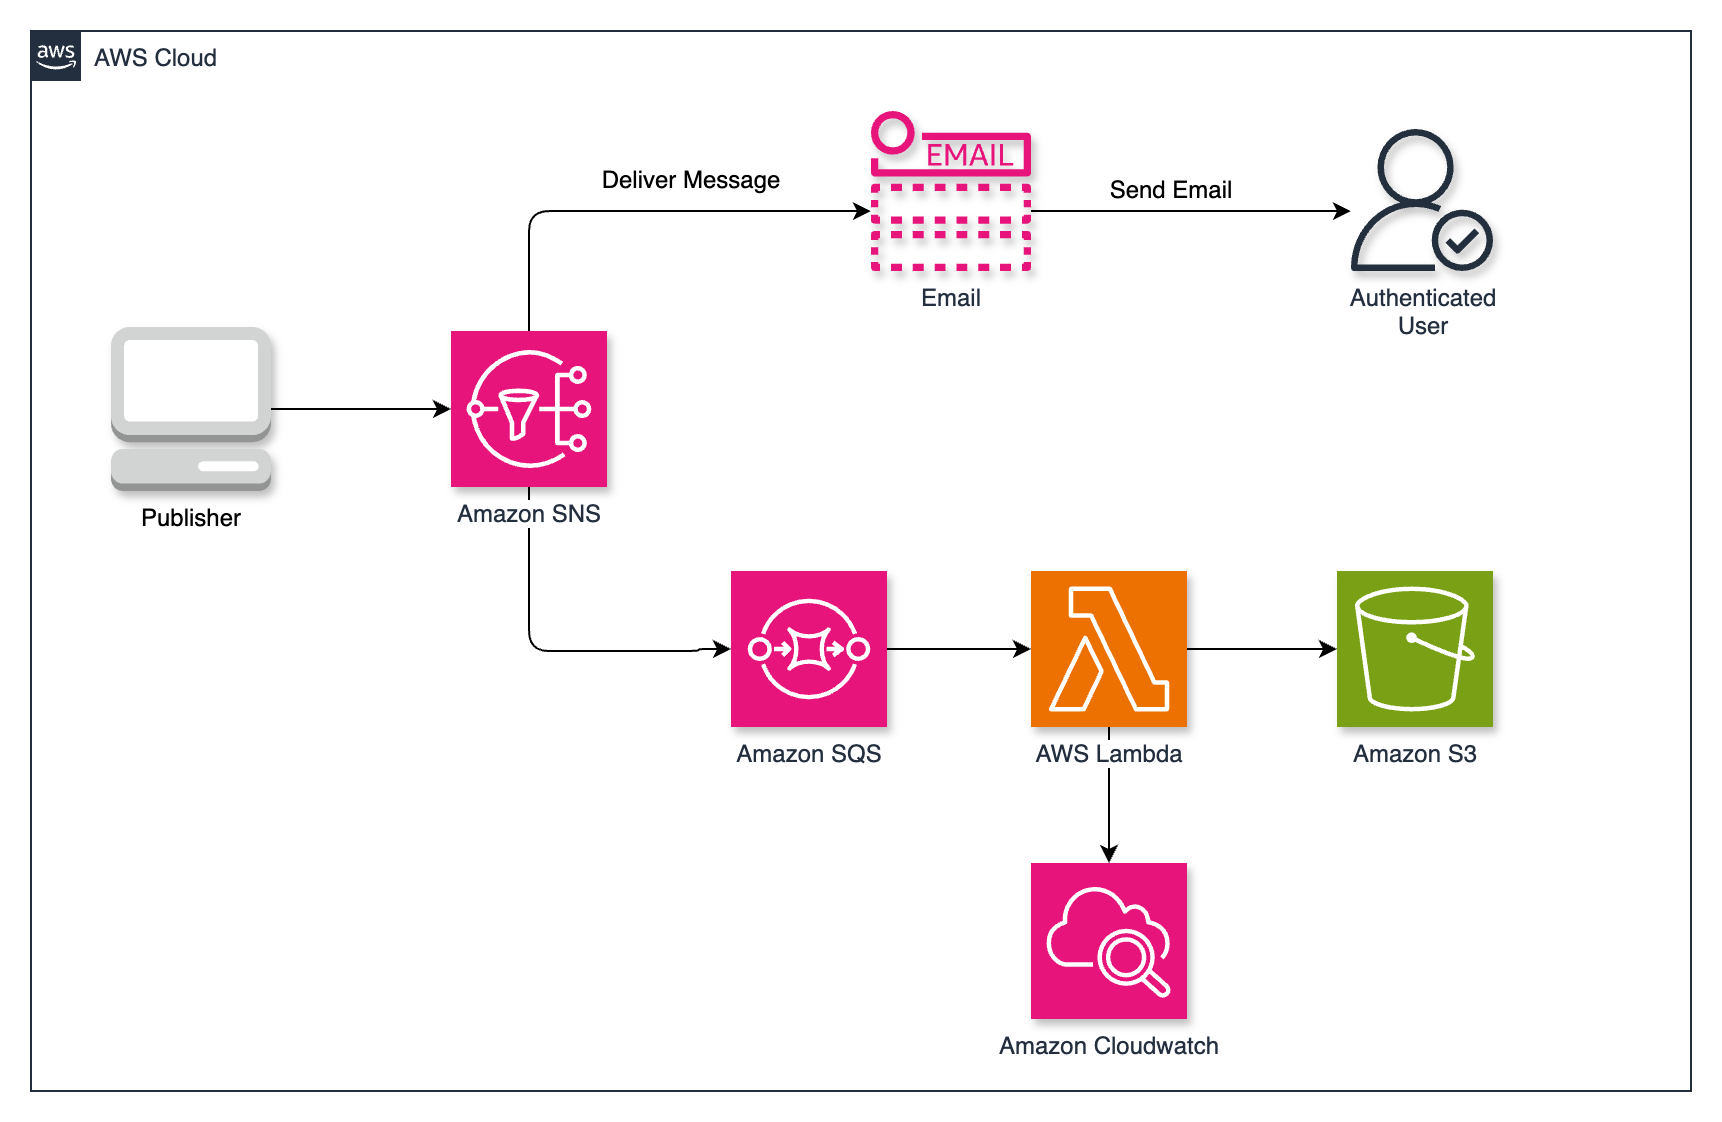 aws
AWS Cloud
EMAIL
Deliver Message
Send Email
Email
Authenticated
User
Publisher
Amazon SNS
Amazon SQS
AWS Lambda
Amazon S3
Amazon Cloudwatch